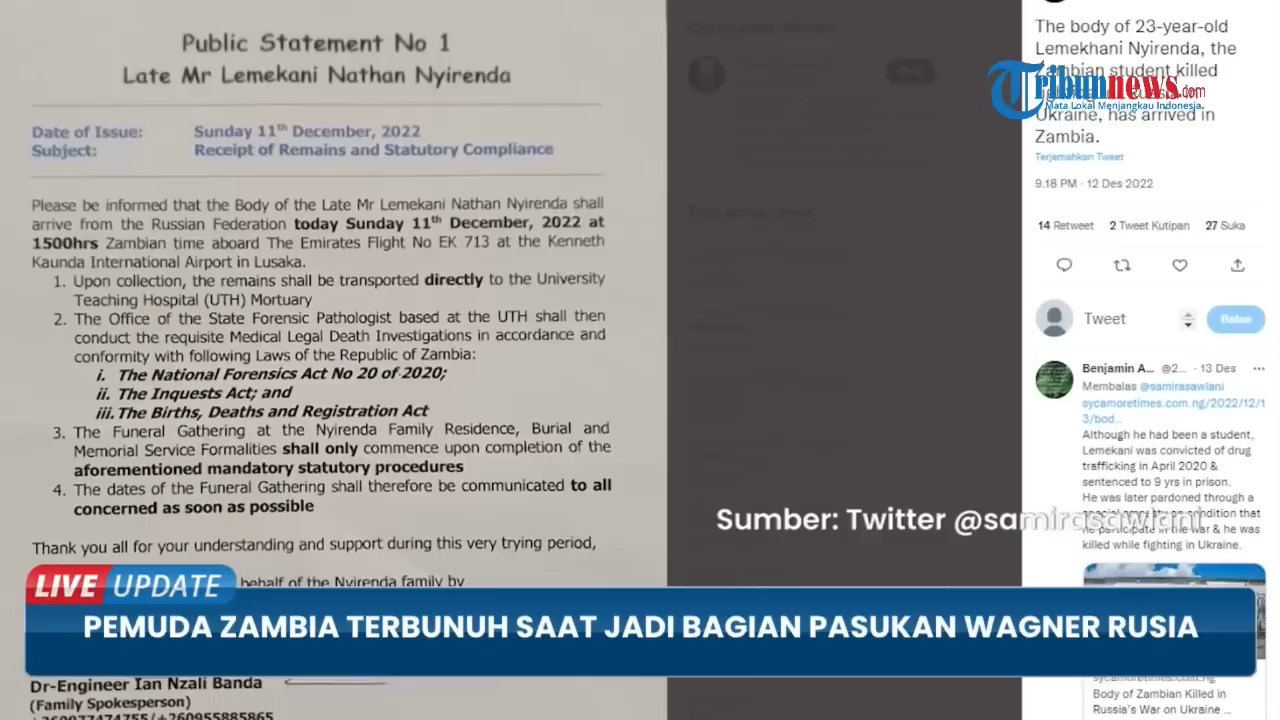 Public Statement No 1
Late Mr Lemekani Nathan Nyirenda
Date of Issue: Sunday 11th December, 2022
Subject: Receipt of Remains and Statutory Compliance
Please be informed that the Body of the Late Mr Lemekani Nathan Nyirenda shall
arrive from the Russian Federation today Sunday 11th December, 2022 at
1500hrs Zambian time aboard The Emirates Flight No EK 713 at the Kenneth
Kaunda International Airport in Lusaka.
1. Upon collection, the remains shall be transported directly to the University
Teaching Hospital (UTH) Mortuary
2. The Office of the State Forensic Pathologist based at the UTH shall then
conduct the requisite Medical Legal Death Investigations in accordance and
conformity with following Laws of the Republic of Zambia:
i. The National Forensics Act No 20 of 2020;
ii. The Inquests Act; and
iii. The Births, Deaths and Registration Act
3. The Funeral Gathering at the Nyirenda Family Residence, Burial and
Memorial Service Formalities shall only commence upon completion of the
aforementioned mandatory statutory procedures
4. The dates of the Funeral Gathering shall therefore be communicated to all
concerned as soon as possible
Thank you all for your understanding and support during this very trying period,
behalf of the Nyirenda family by
Dr-Engineer Ian Nzali Banda
(Family Spokesperson)
+260977474755/+260955885865
The body of 23-year-old
Lemekhani Nyirenda, the
Zambian student killed
in
Ukraine, has arrived in
Zambia.
Tribunnews.com
Mata Lokal Menjangkau Indonesia
Terjemahkan Tweet
9.18 PM · 12 Des 2022
14 Retweet 2 Tweet Kutipan 27 Suka
Tweet
Balas
Benjamin A... @2... · 13 Des
Membalas @samirasawlani
sycamoretimes.com.ng/2022/12/1
3/bod...
Although he had been a student,
Lemekani was convicted of drug
trafficking in April 2020 &
sentenced to 9 yrs in prison.
He was later pardoned through a
special amnesty on condition that
he participate in the war & he was
killed while fighting in Ukraine.
sycamoretimes.com.ng
Body of Zambian Killed in
Russia's War on Ukraine ...
Sumber: Twitter @samirasawlani
LIVE UPDATE
PEMUDA ZAMBIA TERBUNUH SAAT JADI BAGIAN PASUKAN WAGNER RUSIA